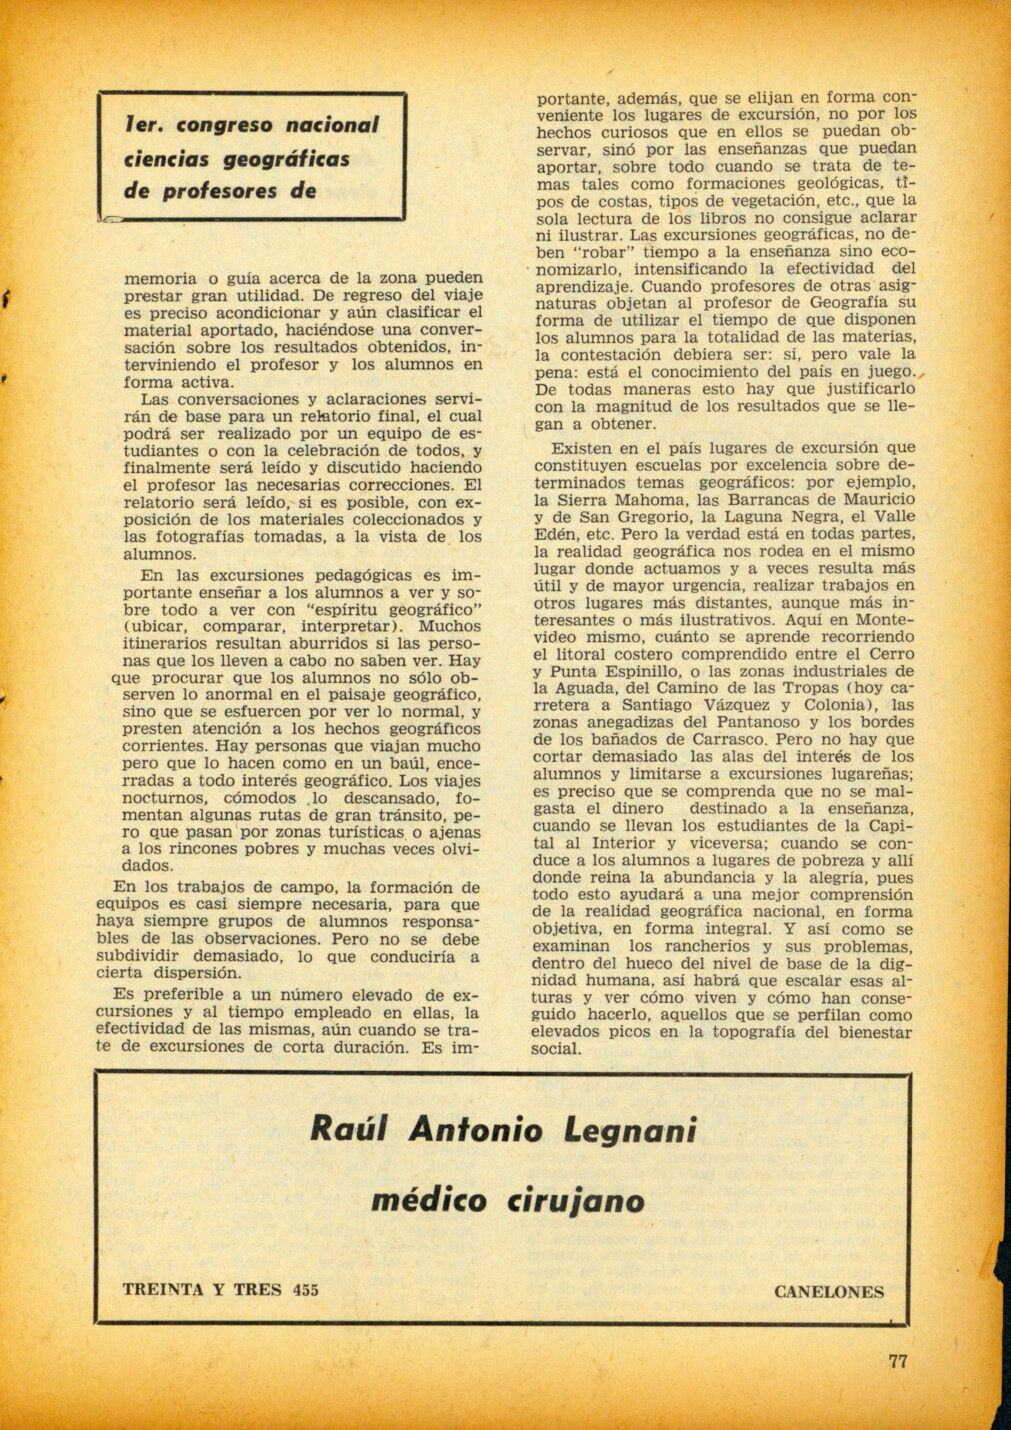 1er. congreso nacional
ciencias geográficas
de profesores de
memoria o guía acerca de la zona pueden
prestar gran utilidad. De regreso del viaje
es preciso acondicionar y aún clasificar el
material aportado, haciéndose una conver-
sación sobre los resultados obtenidos, in-
terviniendo el profesor y los alumnos en
forma activa.
Las conversaciones y aclaraciones servi-
rán de base para un relatorio final, el cual
podrá ser realizado por un equipo de es-
tudiantes o con la celebración de todos, y
finalmente será leído y discutido haciendo
el profesor las necesarias correcciones. El
relatorio será leído, si es posible, con ex-
posición de los materiales coleccionados y
las fotografías tomadas, a la vista de los
alumnos.
En las excursiones pedagógicas es im-
portante enseñar a los alumnos a ver y so-
bre todo a ver con "espíritu geográfico"
(ubicar, comparar, interpretar). Muchos
itinerarios resultan aburridos si las perso-
nas que los lleven a cabo no saben ver. Hay
que procurar que los alumnos no sólo ob-
serven lo anormal en el paisaje geográfico,
sino que se esfuercen por ver lo normal, y
presten atención a los hechos geográficos
corrientes. Hay personas que viajan mucho
pero que lo hacen como en un baúl, ence-
rradas a todo interés geográfico. Los viajes
nocturnos, cómodos lo descansado, fo-
mentan algunas rutas de gran tránsito, pe-
ro que pasan por zonas turísticas o ajenas
a los rincones pobres y muchas veces olvi-
dados.
En los trabajos de campo, la formación de
equipos es casi siempre necesaria, para que
haya siempre grupos de alumnos responsa-
bles de las observaciones. Pero no se debe
subdividir demasiado, lo que conduciría a
cierta dispersión.
Es preferible a un número elevado de ex-
cursiones y al tiempo empleado en ellas, la
efectividad de las mismas, aún cuando se tra-
te de excursiones de corta duración. Es im-
portante, además, que se elijan en forma con-
veniente los lugares de excursión, no por los
hechos curiosos que en ellos se puedan ob-
servar, sinó por las enseñanzas que puedan
aportar, sobre todo cuando se trata de te-
mas tales como formaciones geológicas, ti-
pos de costas, tipos de vegetación, etc., que la
sola lectura de los libros no consigue aclarar
ni ilustrar. Las excursiones geográficas, no de-
ben "robar" tiempo a la enseñanza sino eco-
nomizarlo, intensificando la efectividad del
aprendizaje. Cuando profesores de otras asig-
naturas objetan al profesor de Geografía su
forma de utilizar el tiempo de que disponen
los alumnos para la totalidad de las materias,
la contestación debiera ser: sí, pero vale la
pena: está el conocimiento del país en juego.
De todas maneras esto hay que justificarlo
con la magnitud de los resultados que se lle-
gan a obtener.
Existen en el país lugares de excursión que
constituyen escuelas por excelencia sobre de-
terminados temas geográficos: por ejemplo,
la Sierra Mahoma, las Barrancas de Mauricio
y de San Gregorio, la Laguna Negra, el Valle
Edén, etc. Pero la verdad está en todas partes,
la realidad geográfica nos rodea en el mismo
lugar donde actuamos y a veces resulta más
útil y de mayor urgencia, realizar trabajos en
otros lugares más distantes, aunque más in-
teresantes o más ilustrativos. Aquí en Monte-
video mismo, cuánto se aprende recorriendo
el litoral costero comprendido entre el Cerro
y Punta Espinillo, o las zonas industriales de
la Aguada, del Camino de las Tropas (hoy ca-
rretera a Santiago Vázquez y Colonia), las
zonas anegadizas del Pantanoso y los bordes
de los bañados de Carrasco. Pero no hay que
cortar demasiado las alas del interés de los
alumnos y limitarse a excursiones lugareñas;
es preciso que se comprenda que no se mal-
gasta el dinero destinado a la enseñanza,
cuando se llevan los estudiantes de la Capi-
tal al Interior y viceversa; cuando se con-
duce a los alumnos a lugares de pobreza y allí
donde reina la abundancia y la alegría, pues
todo esto ayudará a una mejor comprensión
de la realidad geográfica nacional, en forma
objetiva, en forma integral. Y así como se
examinan los rancheríos y sus problemas,
dentro del hueco del nivel de base de la dig-
nidad humana, así habrá que escalar esas al-
turas y ver cómo viven y cómo han conse-
guido hacerlo, aquellos que se perfilan como
elevados picos en la topografía del bienestar
social.
Raúl Antonio Legnani
médico cirujano
TREINTA Y TRES 455
CANELONES
77